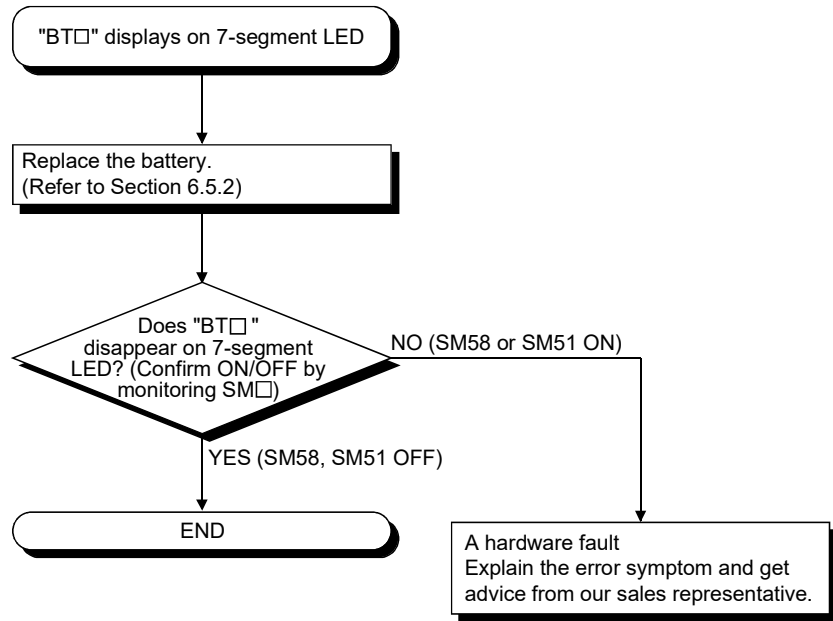 "BT□" displays on 7-segment LED
Replace the battery.
(Refer to Section 6.5.2)
Does "BT□ "
disappear on 7-segment
LED? (Confirm ON/OFF by
monitoring SM□)
NO (SM58 or SM51 ON)
YES (SM58, SM51 OFF)
END
A hardware fault
Explain the error symptom and get
advice from our sales representative.